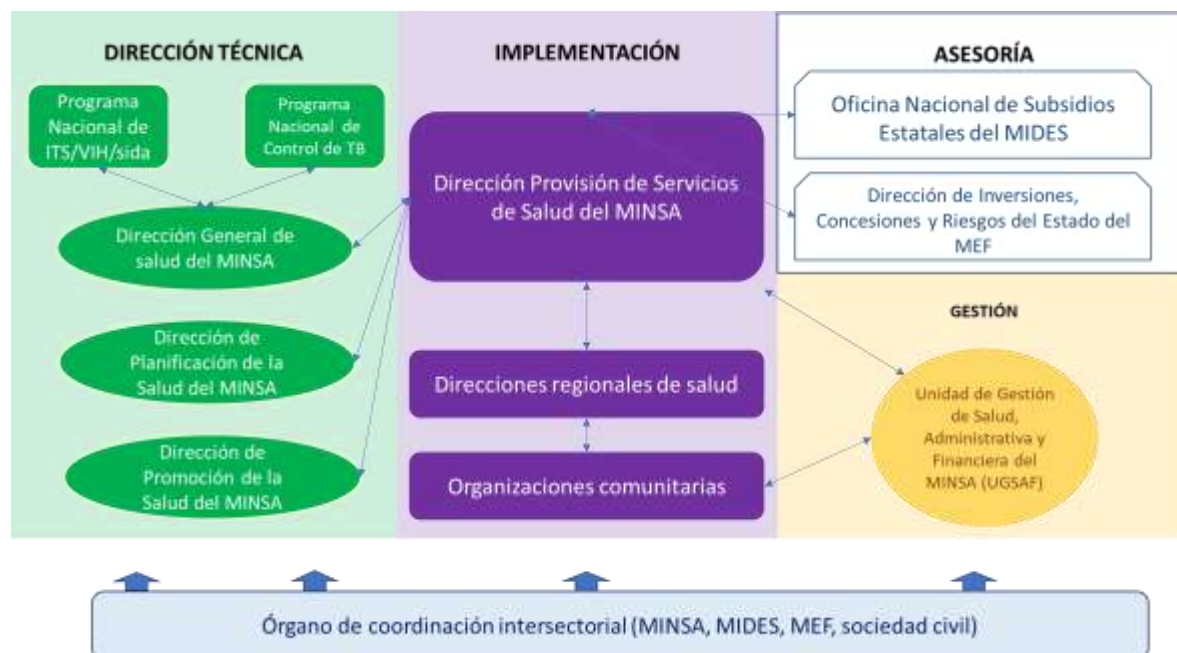 DIRECCIÓN TÉCNICA
Programa
Nacional de
ITS/VIH/sida
Programa
Nacional de
Control de TB
Dirección General de
salud del MINSA
Dirección de
Planificación de la
Salud del MINSA
Dirección de
Promoción de la
Salud del MINSA
IMPLEMENTACIÓN
Dirección Provisión de Servicios
de Salud del MINSA
Direcciones regionales de salud
Organizaciones comunitarias
ASESORÍA
Oficina Nacional de Subsidios
Estatales del MIDES
Dirección de Inversiones,
Concesiones y Riesgos del Estado del
MEF
GESTIÓN
Unidad de Gestión
de Salud,
Administrativa y
Financiera del
MINSA (UGSAF)
Órgano de coordinación intersectorial (MINSA, MIDES, MEF, sociedad civil)